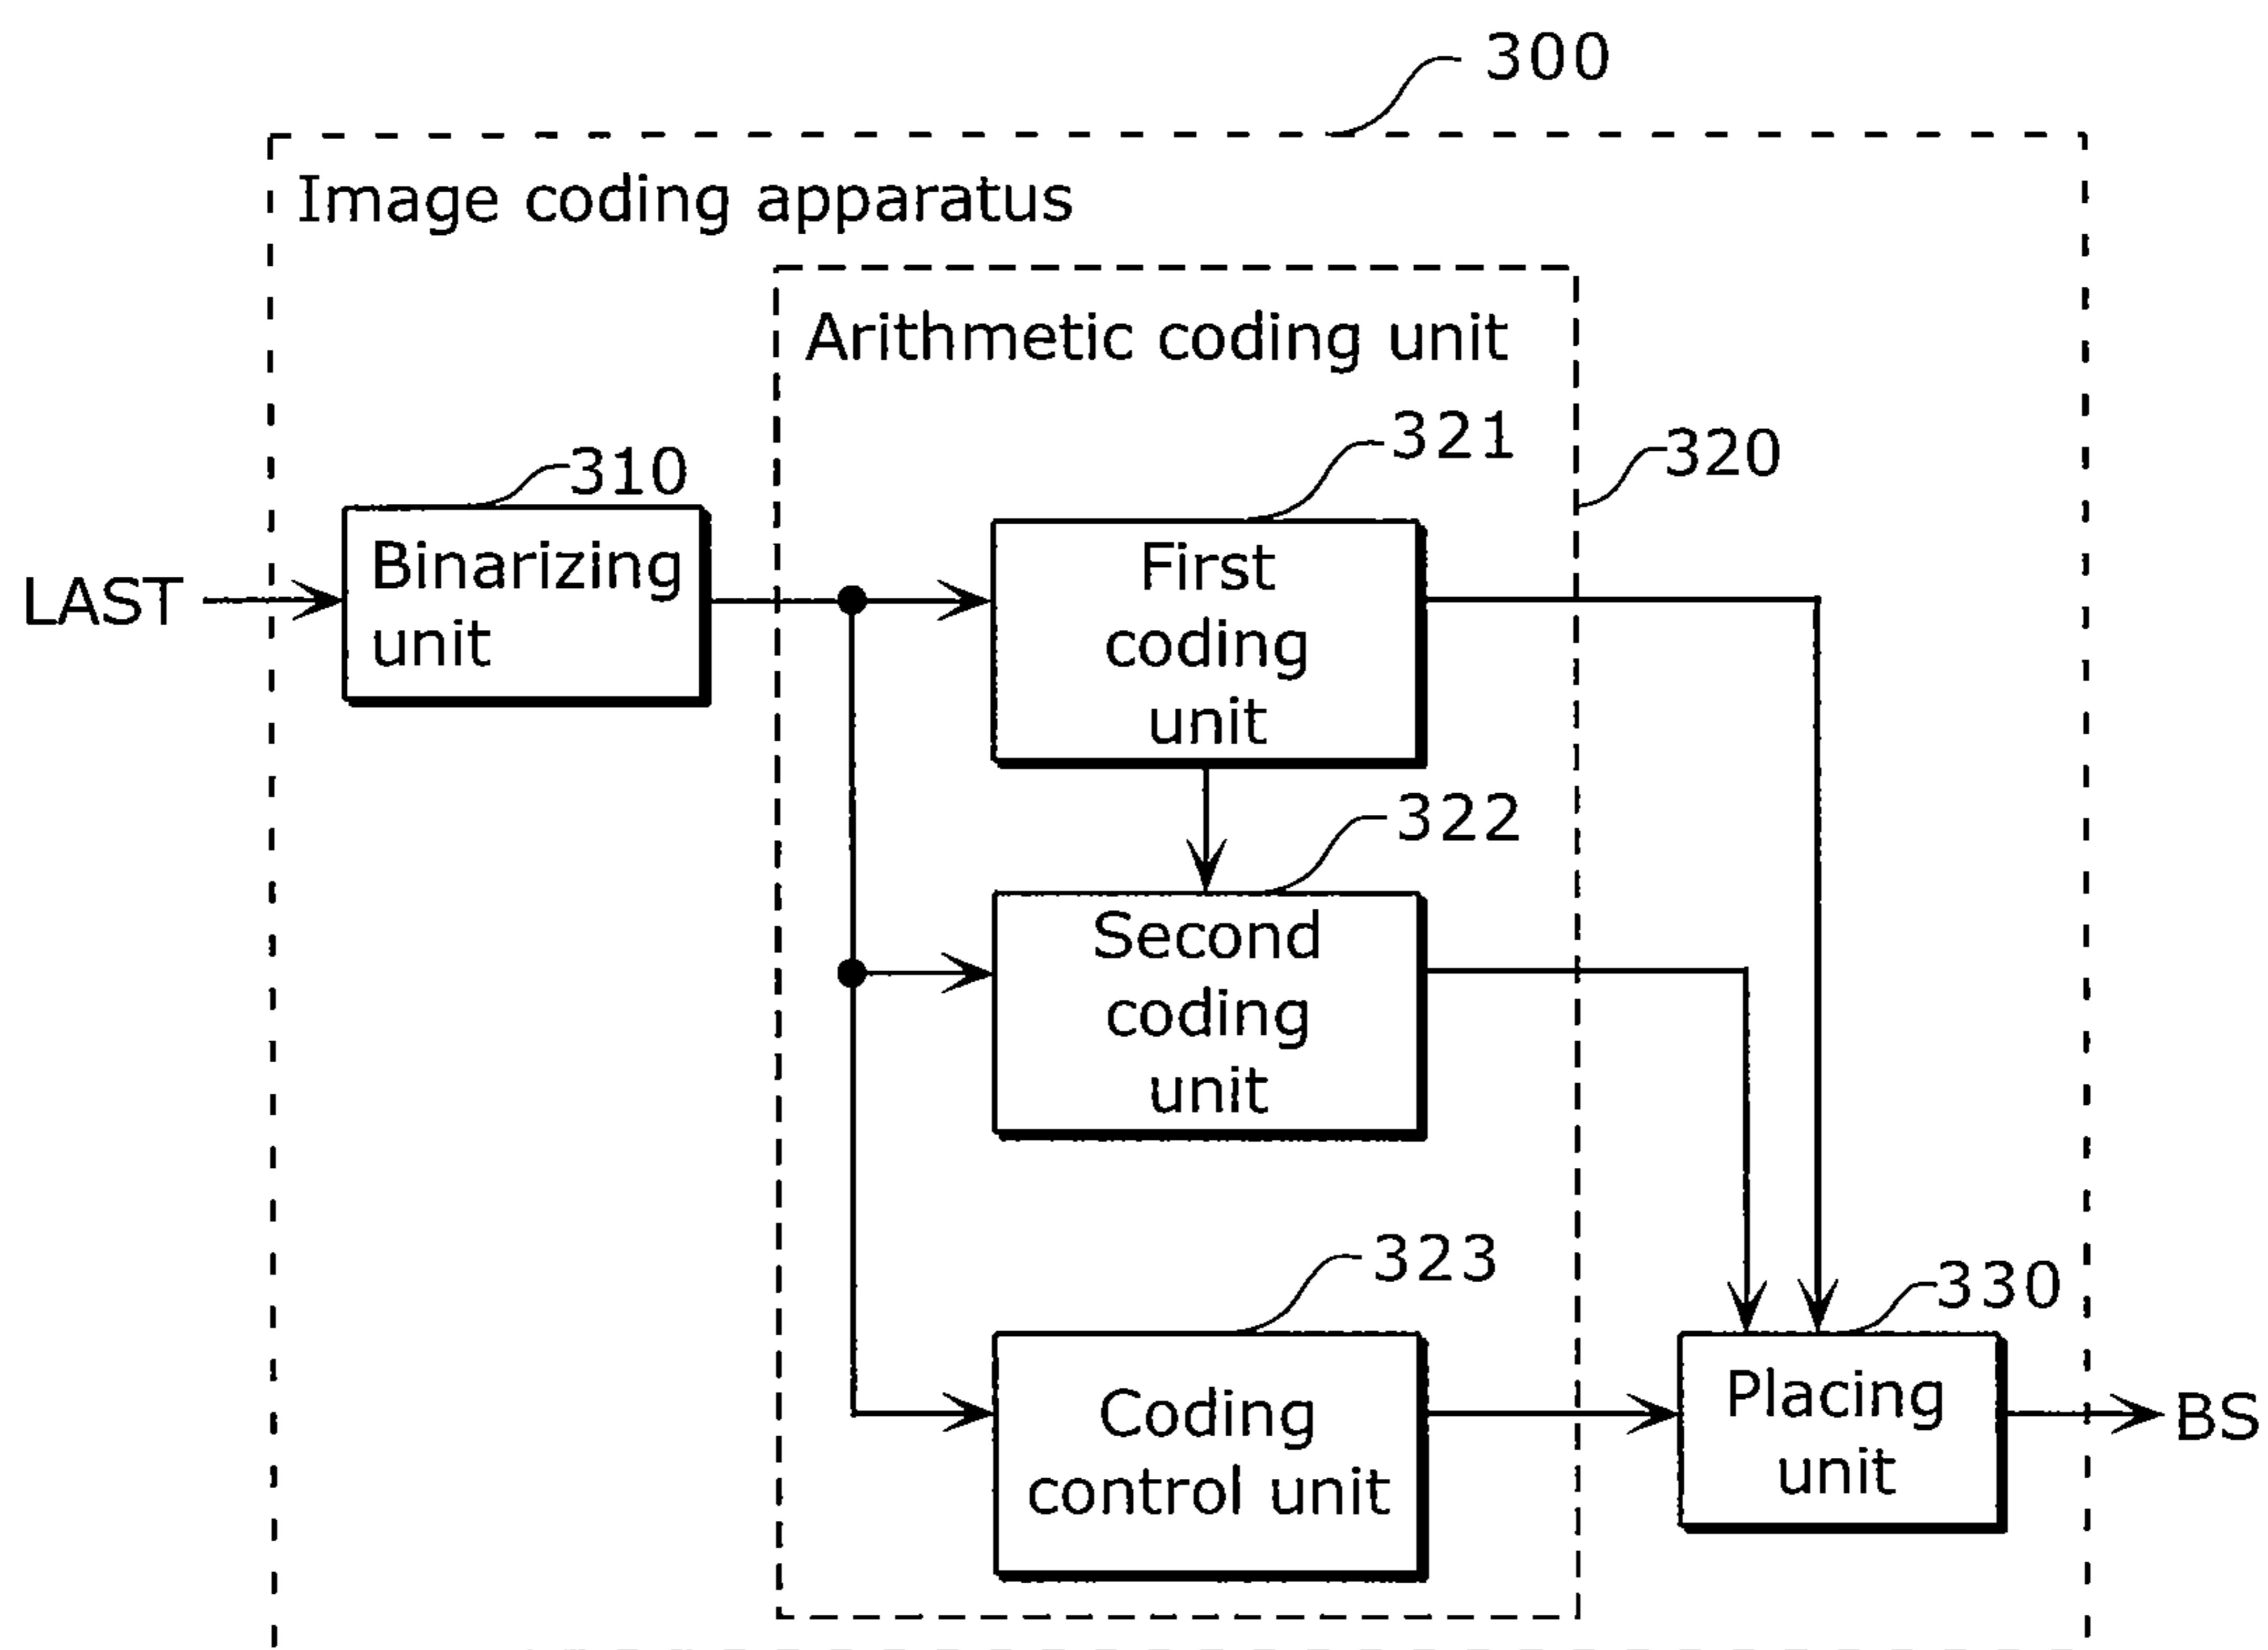 300
Image coding apparatus
Arithmetic coding unit
321
320
310
Binarizing
unit
LAST
First
coding
unit
322
Second
coding
unit
323
330
Coding
control unit
Placing
unit
BS